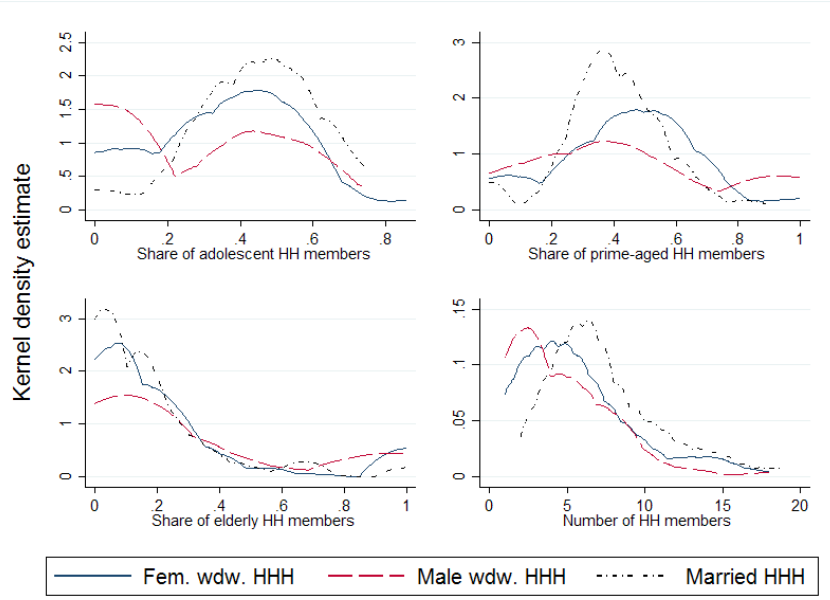 Kernel density estimate
2.5
2
1.5
1
.5
0
0 .2 .4 .6 .8
Share of adolescent HH members
3
2
1
0
0 .2 .4 .6 .8 1
Share of prime-aged HH members
3
2
1
0
0 .2 .4 .6 .8 1
Share of elderly HH members
.15
.1
.05
0
0 5 10 15 20
Number of HH members
Fem. wdw. HHH Male wdw. HHH Married HHH